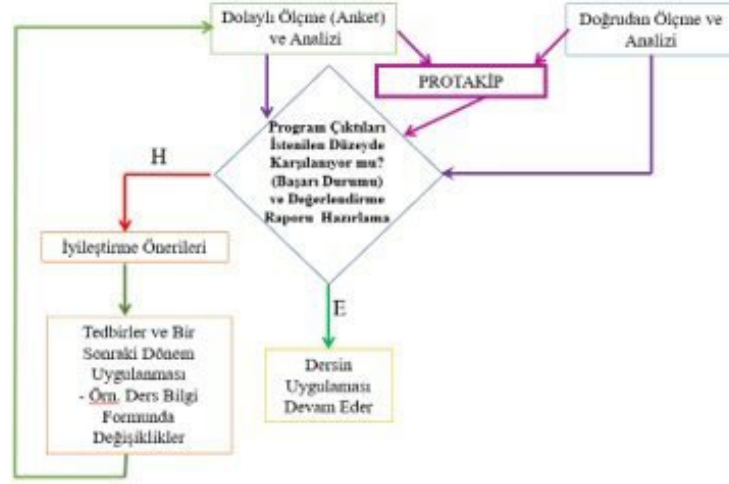 Dolaylı Ölçme (Anket)
ve Analizi
Doğrudan Ölçme ve
Analizi
PROTAKİP
Program Çıktıları
İstenilen Düzeyde
Karşılanıyor mu?
(Başarı Durumu)
ve Değerlendirme
Raporu Hazırlama
H
İyileştirme Önerileri
E
Tedbirler ve Bir
Sonraki Dönem
Uygulanması
- Örn. Ders Bilgi
Formunda
Değişiklikler
Dersin
Uygulaması
Devam Eder